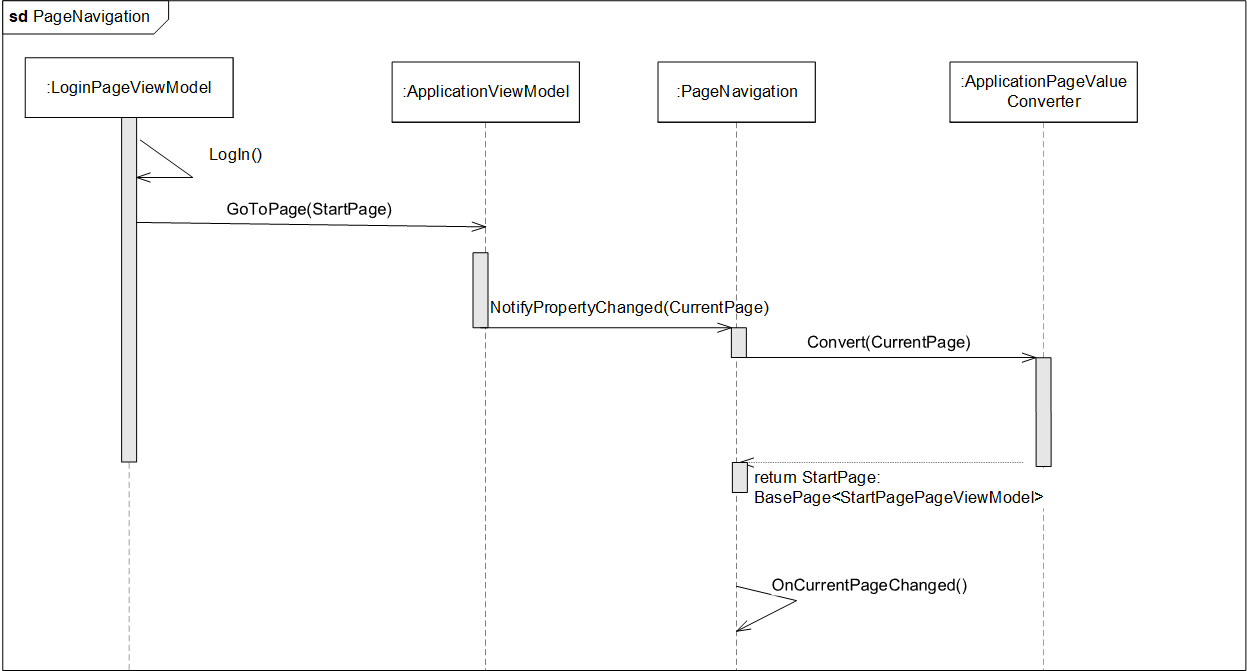 sd PageNavigation
:LoginPageViewModel
:ApplicationViewModel
:PageNavigation
:ApplicationPageValue
Converter
LogIn()
GoToPage(StartPage)
NotifyPropertyChanged(CurrentPage)
Convert(CurrentPage)
return StartPage:
BasePage<StartPagePageViewModel>
OnCurrentPageChanged()